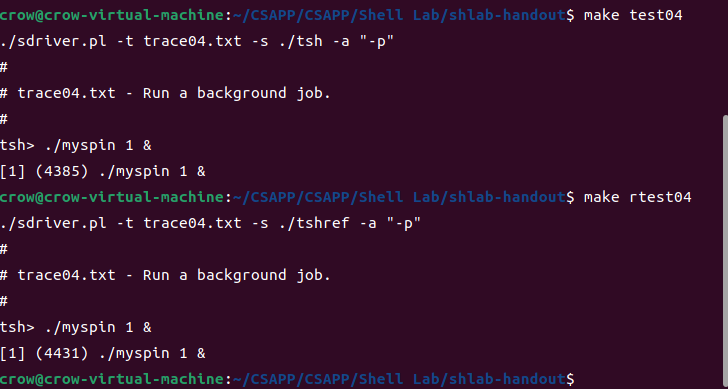 crow@crow-virtual-machine:~/CSAPP/CSAPP/Shell Lab/shlab-handout$ make test04
./sdriver.pl -t trace04.txt -s ./tsh -a "-p"
#
# trace04.txt - Run a background job.
#
tsh> ./myspin 1 &
[1] (4385) ./myspin 1 &
crow@crow-virtual-machine:~/CSAPP/CSAPP/Shell Lab/shlab-handout$ make rtest04
./sdriver.pl -t trace04.txt -s ./tshref -a "-p"
#
# trace04.txt - Run a background job.
#
tsh> ./myspin 1 &
[1] (4431) ./myspin 1 &
crow@crow-virtual-machine:~/CSAPP/CSAPP/Shell Lab/shlab-handout$